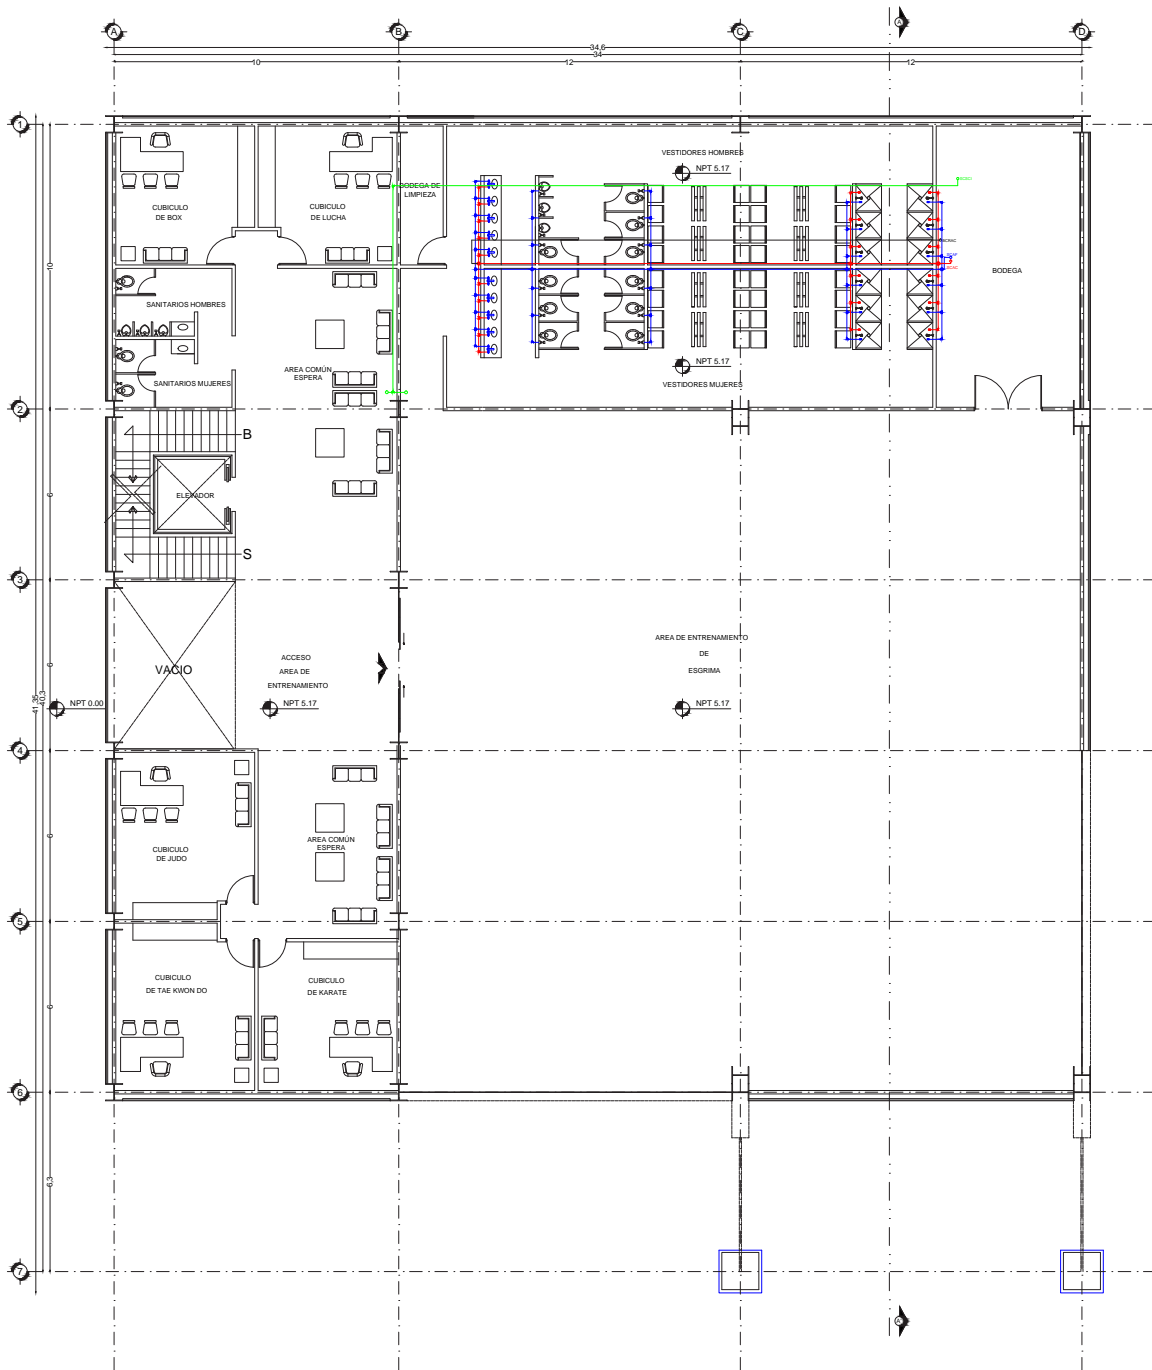 A
B
C
D
A
34.6
34
10
12
12
1
2
3
4
5
6
7
10
6
6
6
6
6.3
41.35
40.3
CUBICULO
DE BOX
CUBICULO
DE LUCHA
BODEGA DE
LIMPIEZA
VESTIDORES HOMBRES
NPT 5.17
BODEGA
SANITARIOS HOMBRES
SANITARIOS MUJERES
AREA COMÚN
ESPERA
NPT 5.17
VESTIDORES MUJERES
B
ELEVADOR
S
VACIO
ACCESO
AREA DE
ENTRENAMIENTO
NPT 0.00
NPT 5.17
AREA DE ENTRENAMIENTO
DE
ESGRIMA
NPT 5.17
CUBICULO
DE JUDO
AREA COMÚN
ESPERA
CUBICULO
DE TAE KWON DO
CUBICULO
DE KARATE
A